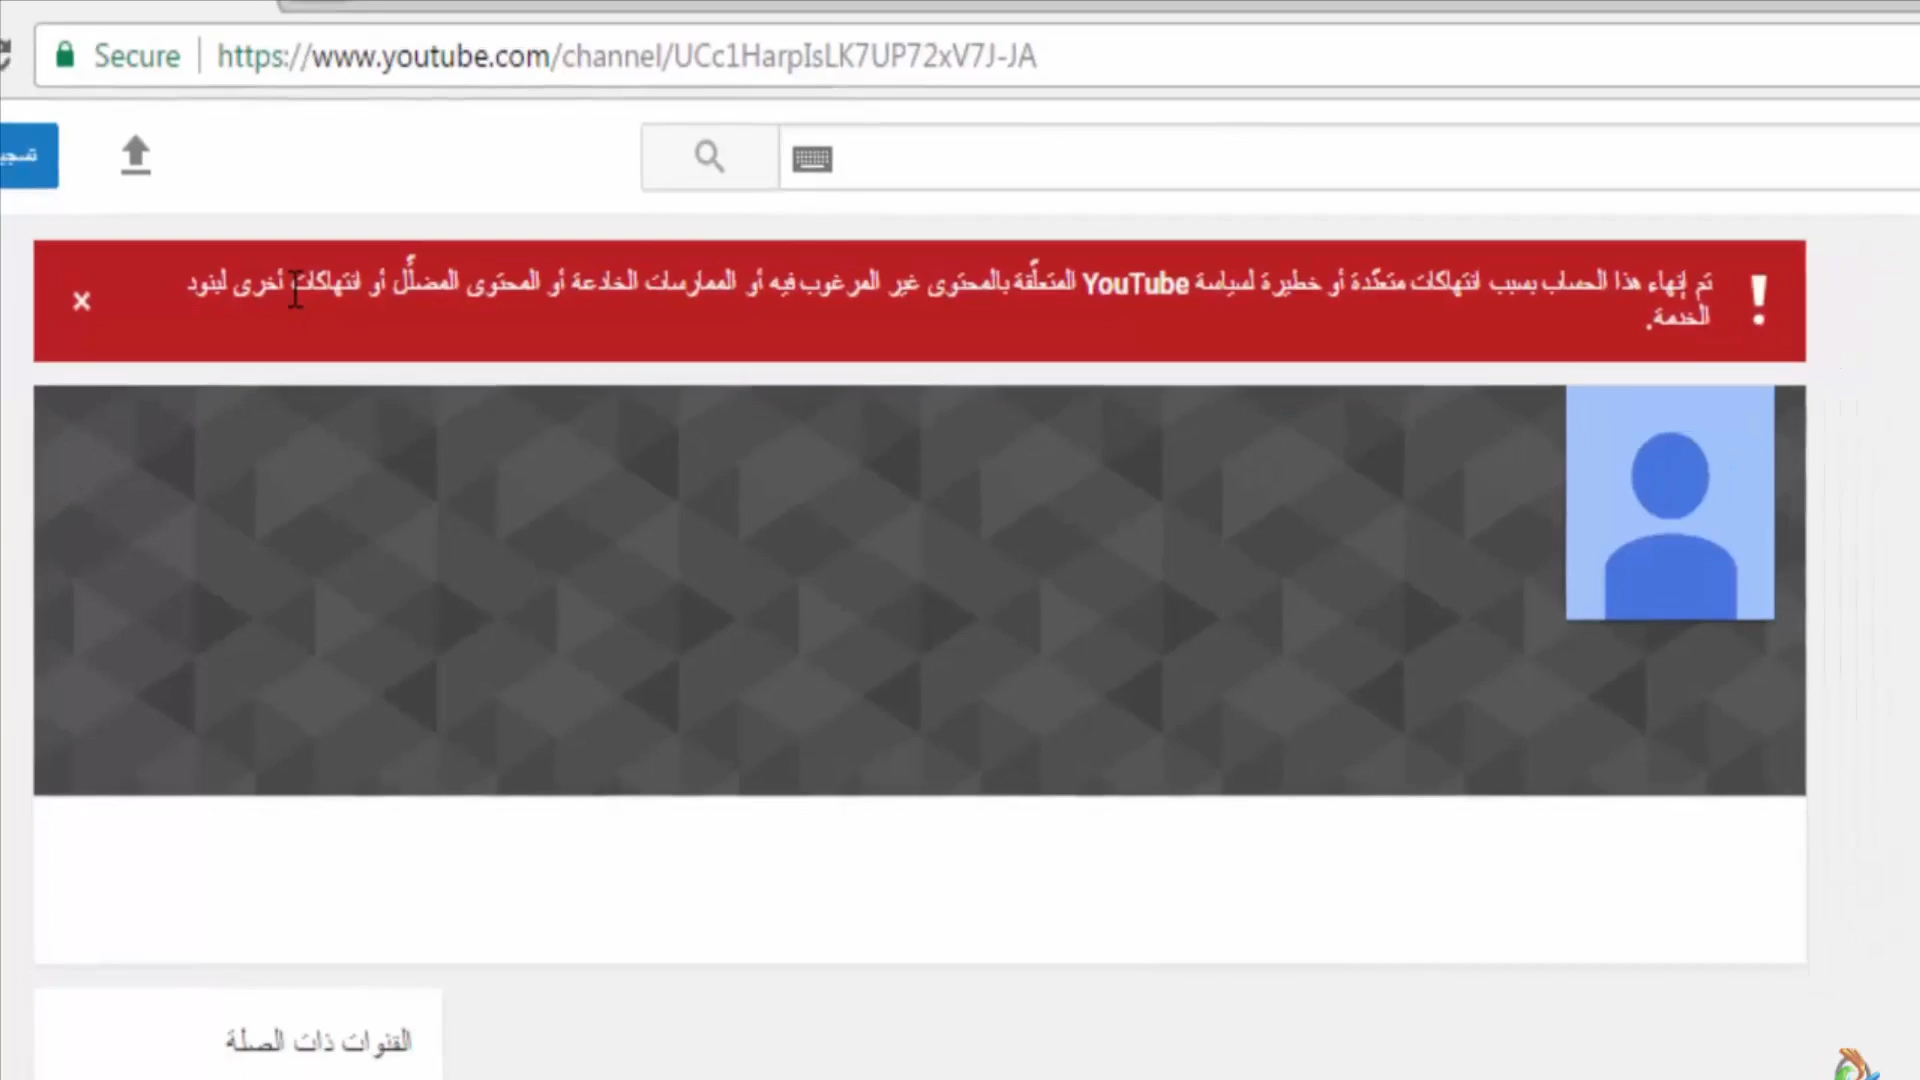 Secure
https://www.youtube.com/channel/UCc1HarpIsLK7UP72xV7J-JA
تم إنهاء هذا الحساب بسبب انتهاكات متعدّدة أو خطيرة لسياسة YouTube المتعلّقة بالمحتوى غير المرغوب فيه أو الممارسات الخادعة أو المحتوى المضلِّل أو انتهاكات أخرى لبنود
الخدمة.
القنوات ذات الصلة